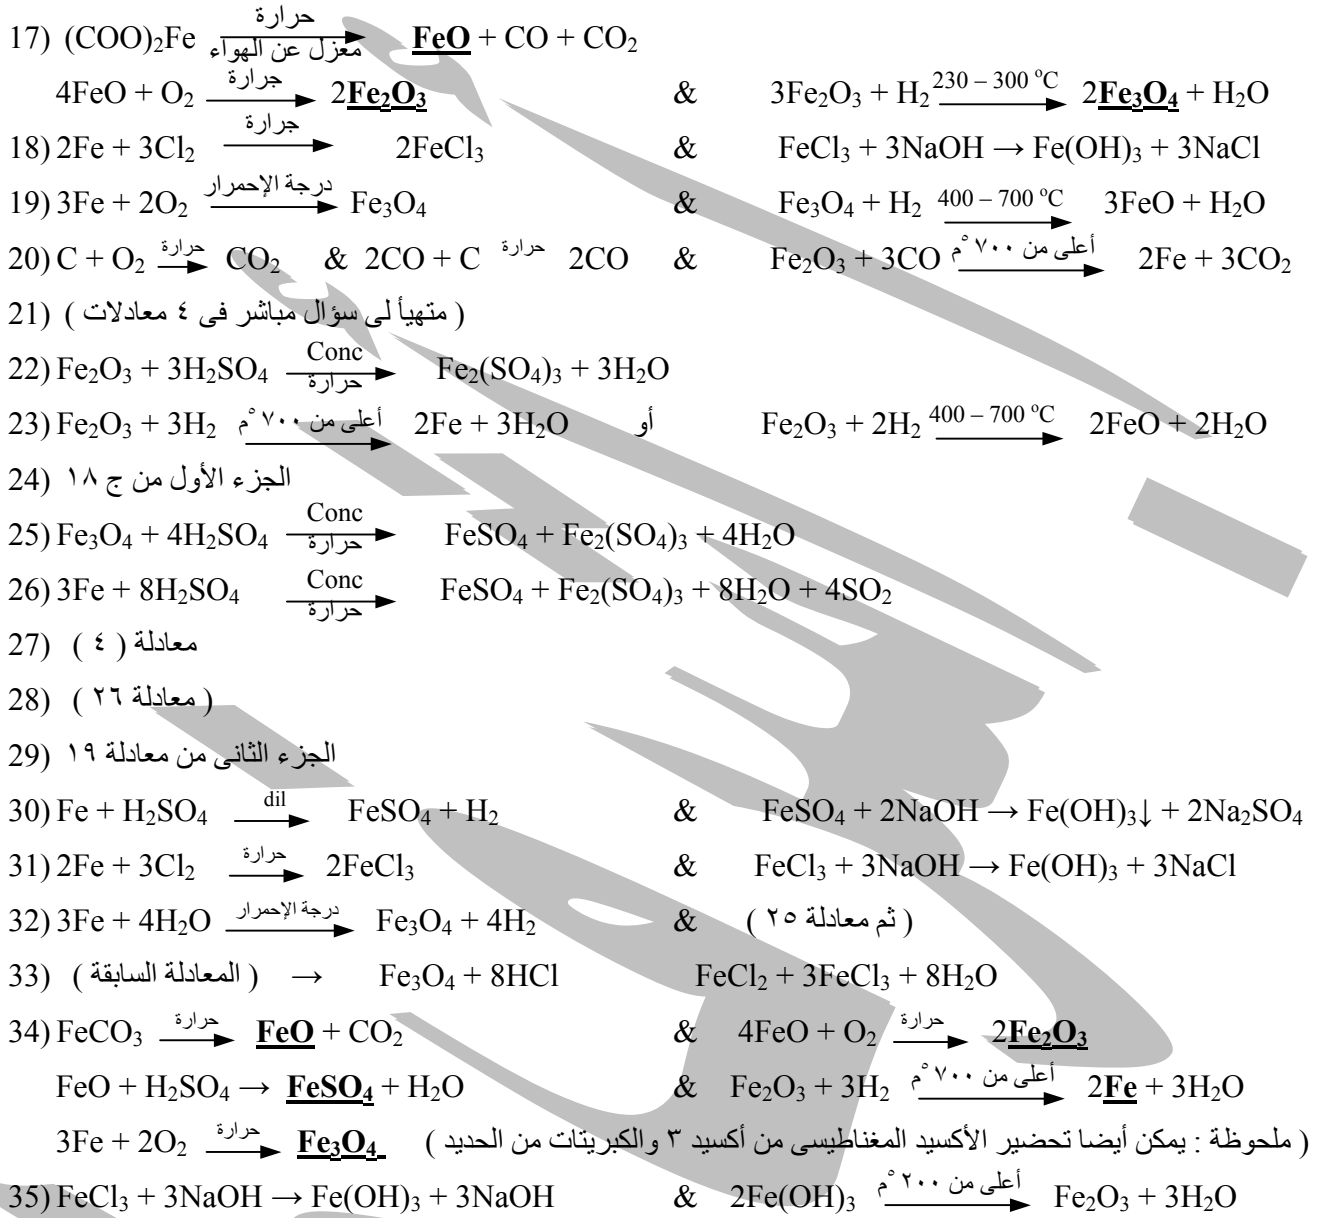 17) (COO)₂Fe حرارة معزل عن الهواء → FeO + CO + CO₂
4FeO + O₂ جرارة → 2Fe₂O₃ & 3Fe₂O₃ + H₂ 230 – 300 °C → 2Fe₃O₄ + H₂O
18) 2Fe + 3Cl₂ جرارة → 2FeCl₃ & FeCl₃ + 3NaOH → Fe(OH)₃ + 3NaCl
19) 3Fe + 2O₂ درجة الإحمرار → Fe₃O₄ & Fe₃O₄ + H₂ 400 – 700 °C → 3FeO + H₂O
20) C + O₂ حرارة → CO₂ & 2CO + C حرارة 2CO & Fe₂O₃ + 3CO أعلى من ٧٠٠ °م → 2Fe + 3CO₂
21) ( متهيألى سؤال مباشر فى ٤ معادلات )
22) Fe₂O₃ + 3H₂SO₄ Conc حرارة → Fe₂(SO₄)₃ + 3H₂O
23) Fe₂O₃ + 3H₂ أعلى من ٧٠٠ °م → 2Fe + 3H₂O أو Fe₂O₃ + 2H₂ 400 – 700 °C → 2FeO + 2H₂O
24) الجزء الأول من ج ١٨
25) Fe₃O₄ + 4H₂SO₄ Conc حرارة → FeSO₄ + Fe₂(SO₄)₃ + 4H₂O
26) 3Fe + 8H₂SO₄ Conc حرارة → FeSO₄ + Fe₂(SO₄)₃ + 8H₂O + 4SO₂
27) معادلة ( ٤ )
28) ( معادلة ٢٦ )
29) الجزء الثانى من معادلة ١٩
30) Fe + H₂SO₄ dil → FeSO₄ + H₂ & FeSO₄ + 2NaOH → Fe(OH)₃↓ + 2Na₂SO₄
31) 2Fe + 3Cl₂ حرارة → 2FeCl₃ & FeCl₃ + 3NaOH → Fe(OH)₃ + 3NaCl
32) 3Fe + 4H₂O درجة الإحمرار → Fe₃O₄ + 4H₂ & ( ثم معادلة ٢٥ )
33) ( المعادلة السابقة ) → Fe₃O₄ + 8HCl FeCl₂ + 3FeCl₃ + 8H₂O
34) FeCO₃ حرارة → FeO + CO₂ & 4FeO + O₂ حرارة → 2Fe₂O₃
FeO + H₂SO₄ → FeSO₄ + H₂O & Fe₂O₃ + 3H₂ أعلى من ٧٠٠ °م → 2Fe + 3H₂O
3Fe + 2O₂ حرارة → Fe₃O₄ ( ملحوظة : يمكن أيضا تحضير الأكسيد المغناطيسى من أكسيد ٣ والكبريتات من الحديد )
35) FeCl₃ + 3NaOH → Fe(OH)₃ + 3NaOH & 2Fe(OH)₃ أعلى من ٢٠٠ °م → Fe₂O₃ + 3H₂O